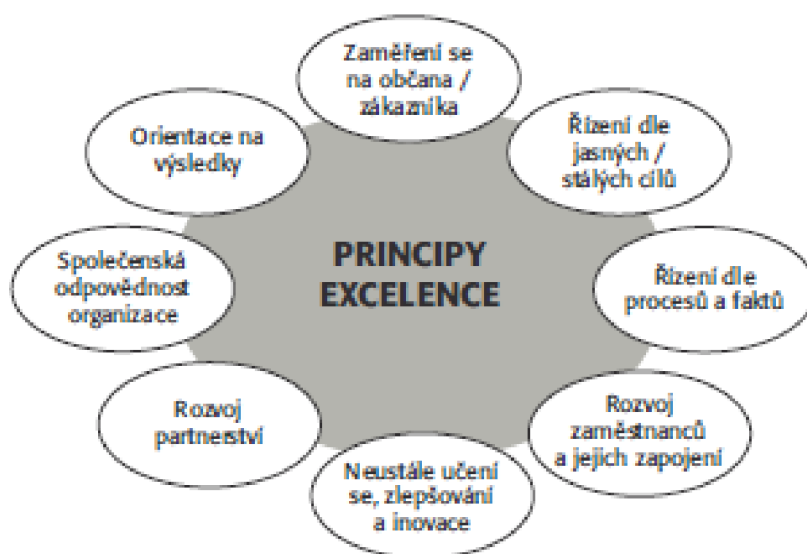 Zaměření se
na občana /
zákazníka
Řízení dle
jasných /
stálých cílů
Řízení dle
procesů a faktů
Rozvoj
zaměstnanců
a jejich zapojení
Neustále učení
se, zlepšování
a inovace
Rozvoj
partnerství
Společenská
odpovědnost
organizace
Orientace na
výsledky
PRINCIPY
EXCELENCE